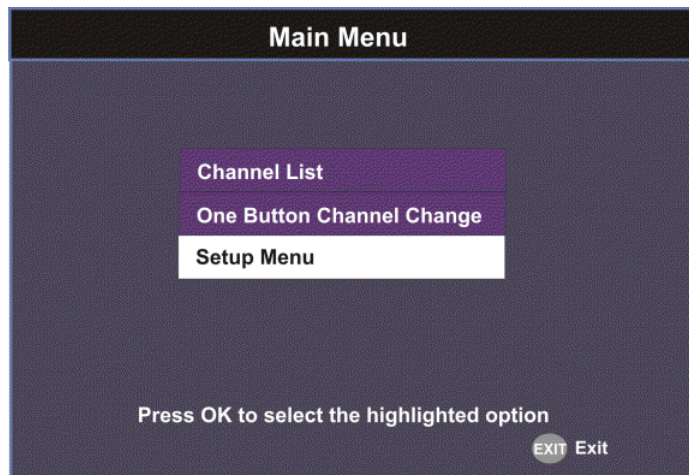 Main Menu
Channel List
One Button Channel Change
Setup Menu
Press OK to select the highlighted option
EXIT Exit